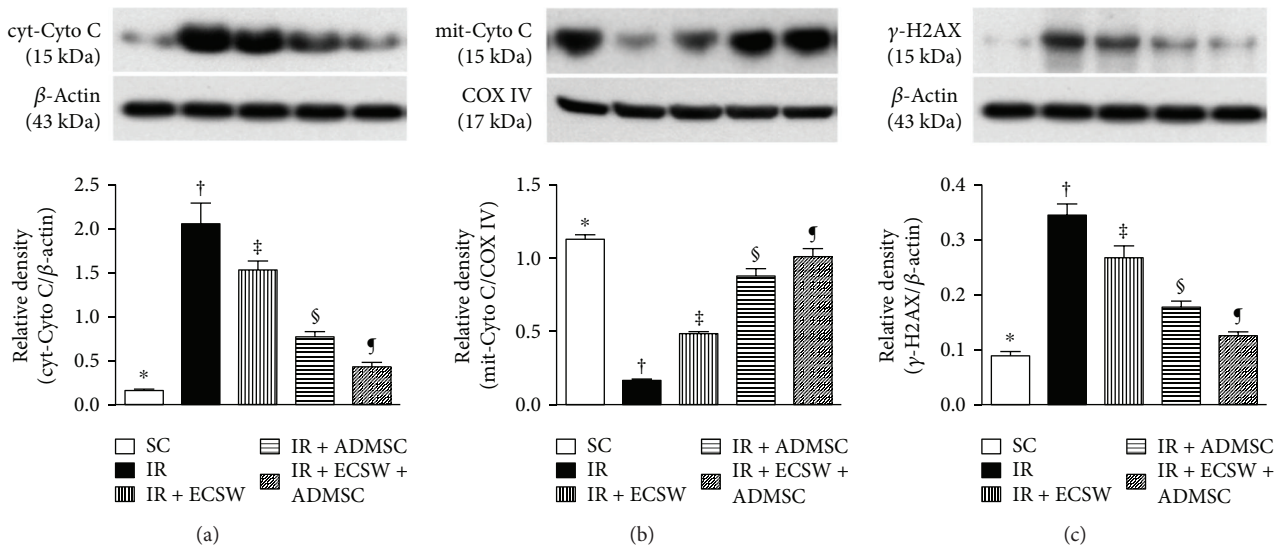 cyt-Cyto C
(15 kDa)
β-Actin
(43 kDa)
Relative density
(cyt-Cyto C/β-actin)
2.5
2.0
1.5
1.0
0.5
0.0
*
†
‡
§
¶
SC
IR
IR + ECSW
IR + ADMSC
IR + ECSW +
ADMSC
(a)
mit-Cyto C
(15 kDa)
COX IV
(17 kDa)
Relative density
(mit-Cyto C/COX IV)
1.5
1.0
0.5
0.0
*
†
‡
§
¶
SC
IR
IR + ECSW
IR + ADMSC
IR + ECSW +
ADMSC
(b)
γ-H2AX
(15 kDa)
β-Actin
(43 kDa)
Relative density
(γ-H2AX/β-actin)
0.4
0.3
0.2
0.1
0.0
*
†
‡
§
¶
SC
IR
IR + ECSW
IR + ADMSC
IR + ECSW +
ADMSC
(c)